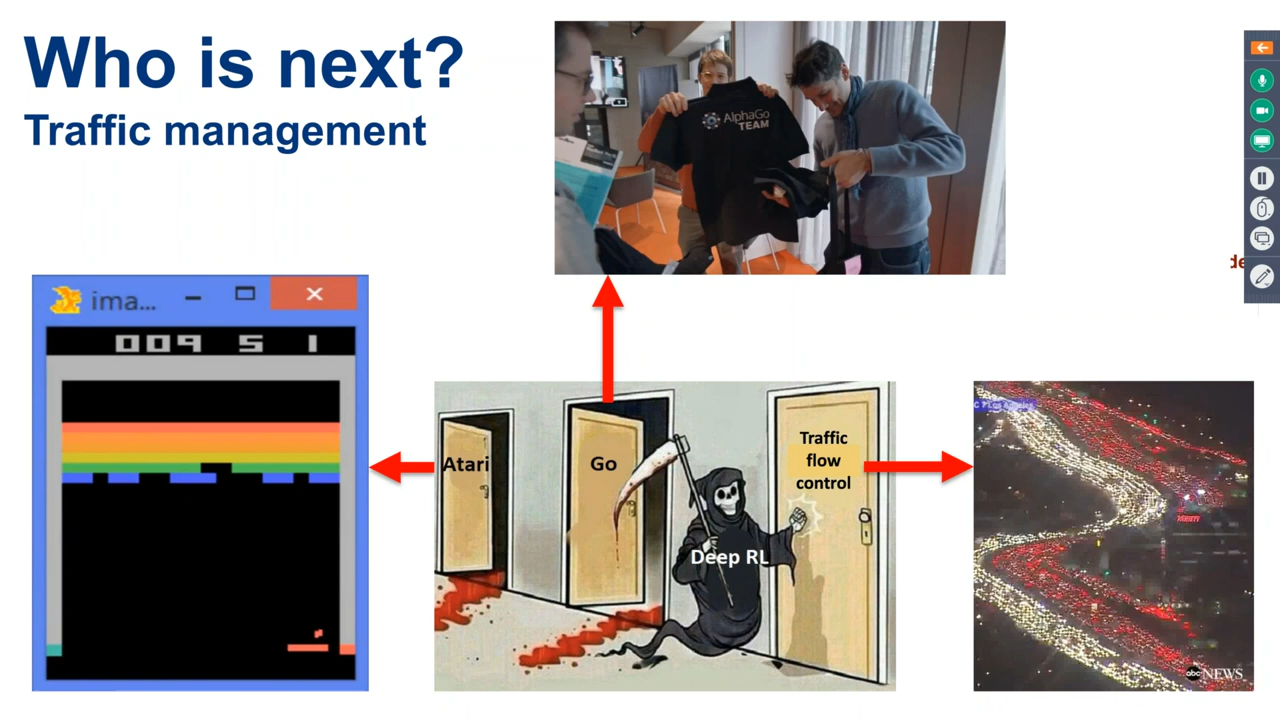 Who is next?
Traffic management
AlphaGo
TEAM
ima...
009 5 1
Atari
Go
Traffic
flow
control
Deep RL
abc NEWS
de